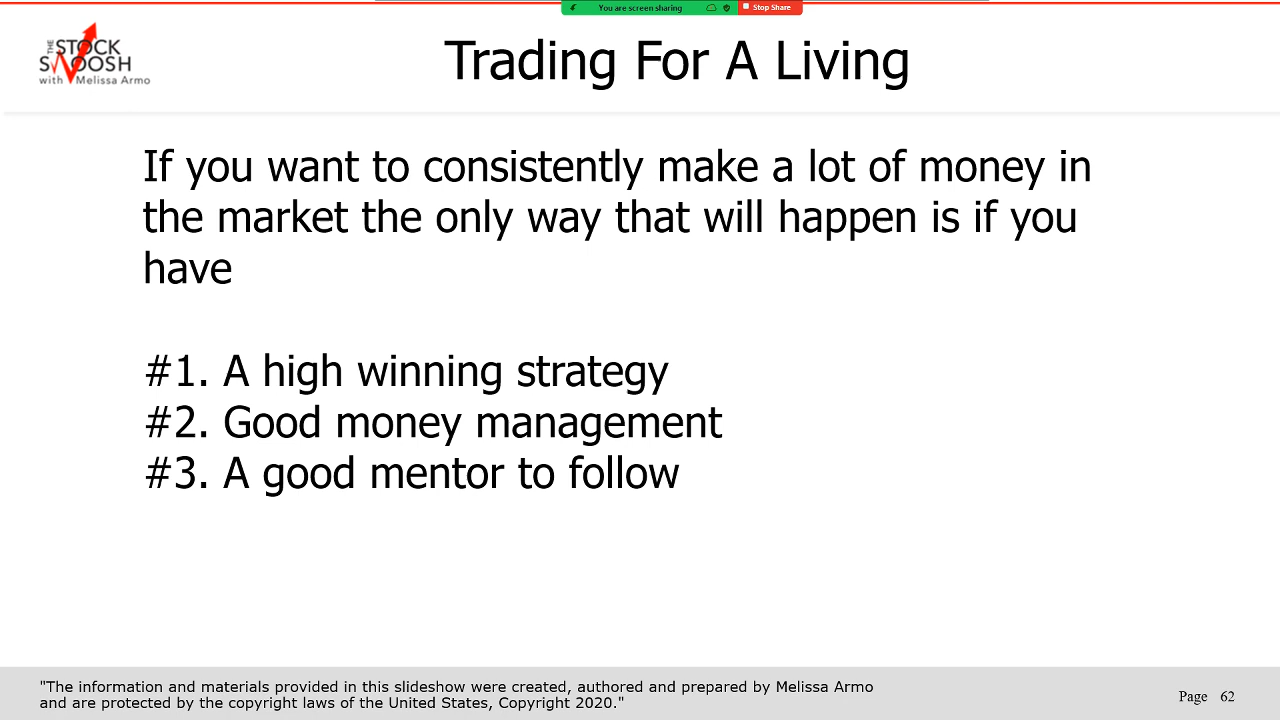 You are screen sharing
Stop Share
THE
STOCK
SWOOSH
with Melissa Armo
Trading For A Living
If you want to consistently make a lot of money in
the market the only way that will happen is if you
have
#1. A high winning strategy
#2. Good money management
#3. A good mentor to follow
"The information and materials provided in this slideshow were created, authored and prepared by Melissa Armo
and are protected by the copyright laws of the United States, Copyright 2020."
Page 62